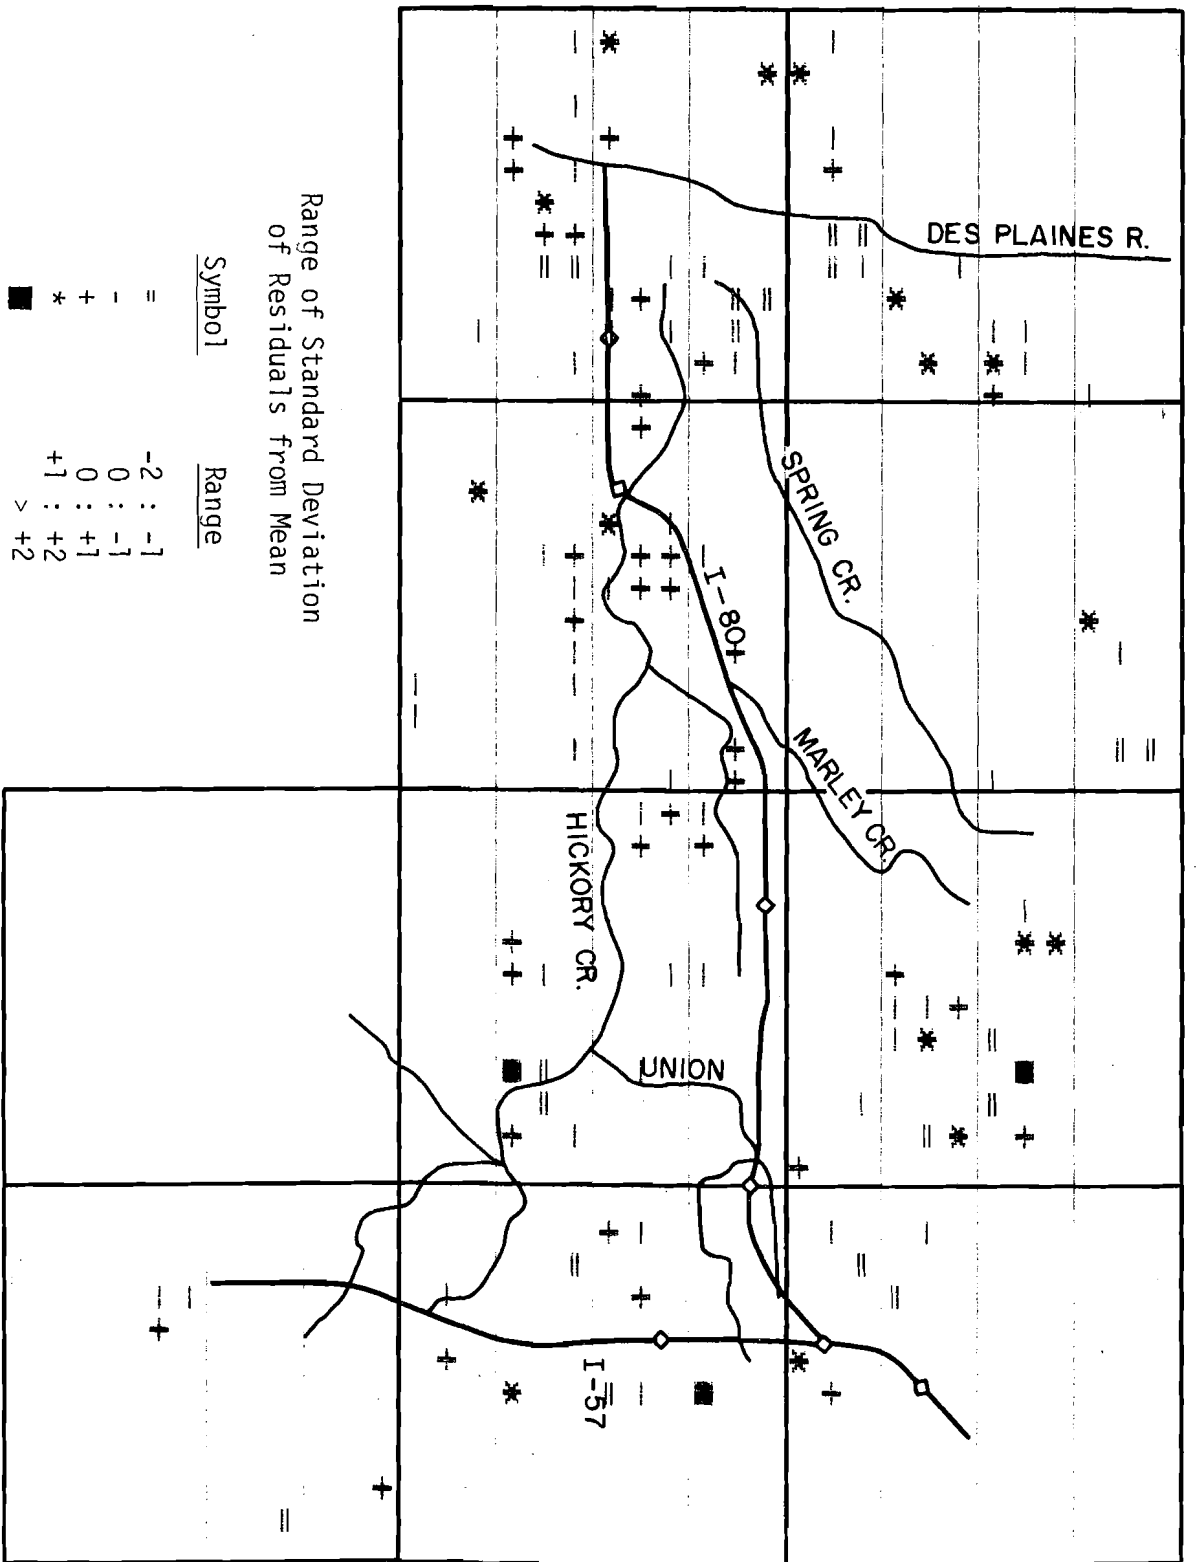 DES PLAINES R.
SPRING CR.
I-80
MARLEY CR.
HICKORY CR.
UNION
I-57
Range of Standard Deviation
of Residuals from Mean
Symbol Range
= -2 : -1
- 0 : -1
+ 0 : +1
* +1 : +2
■ > +2